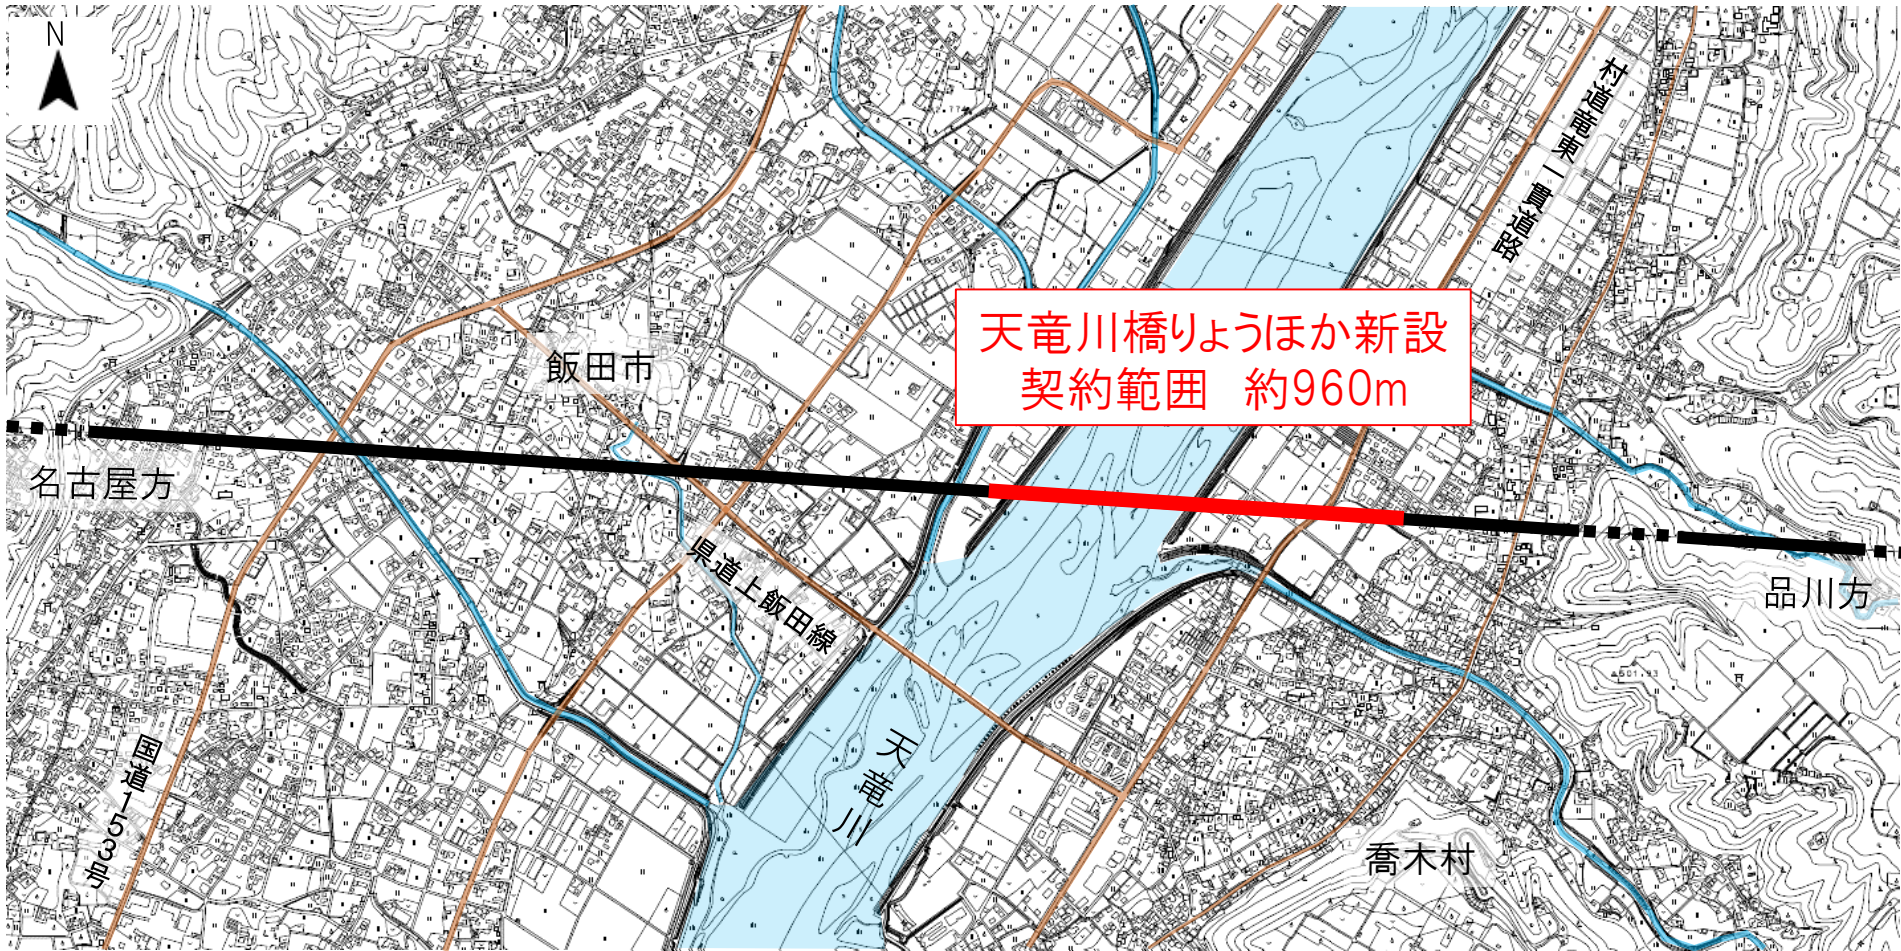 N
村道竜東一貫道路
天竜川橋りょうほか新設
契約範囲 約960m
飯田市
名古屋方
県道上飯田線
品川方
国道153号
天竜川
喬木村